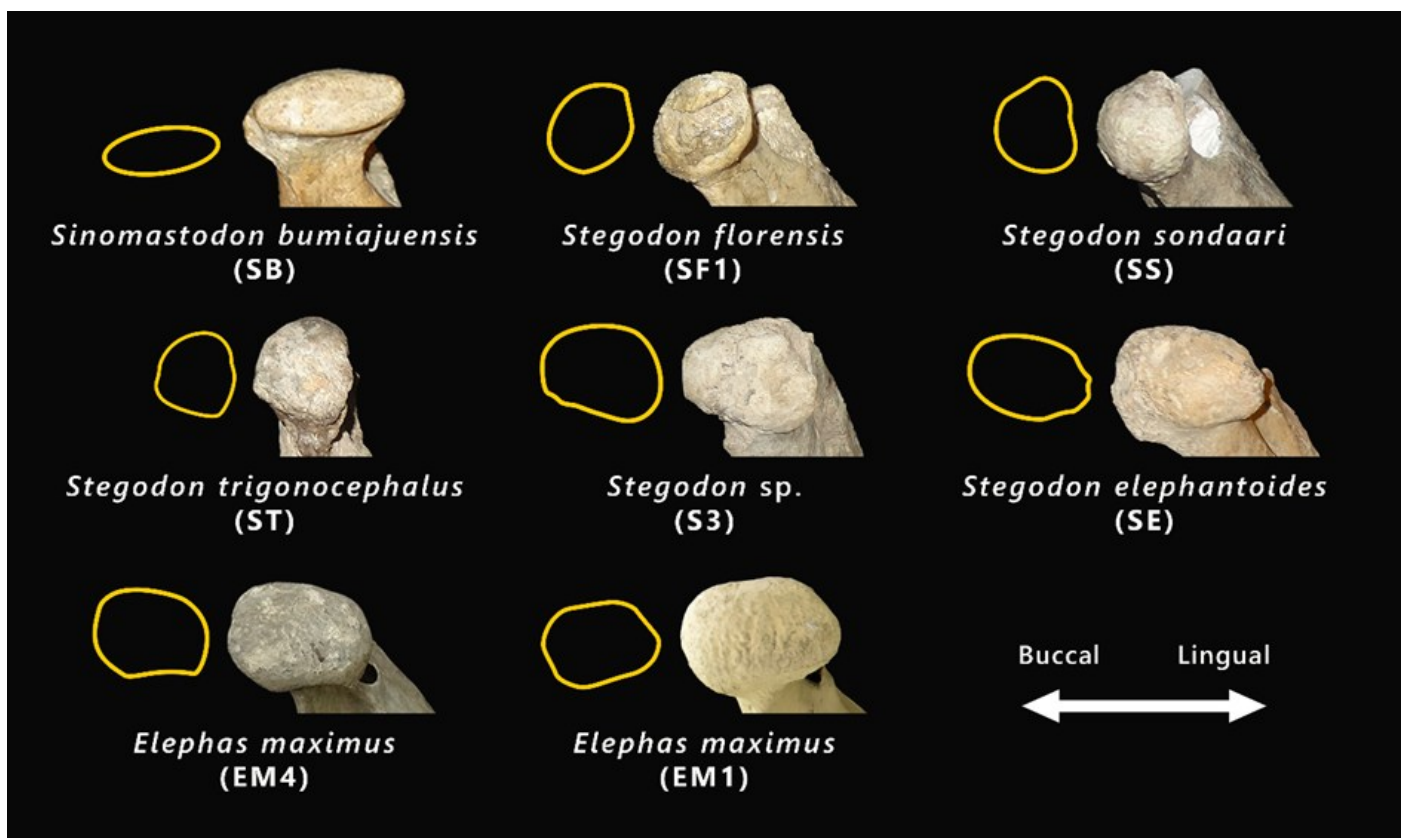 Sinomastodon bumiajuensis
(SB)
Stegodon florensis
(SF1)
Stegodon sondaari
(SS)
Stegodon trigonocephalus
(ST)
Stegodon sp.
(S3)
Stegodon elephantoides
(SE)
Elephas maximus
(EM4)
Elephas maximus
(EM1)
Buccal Lingual